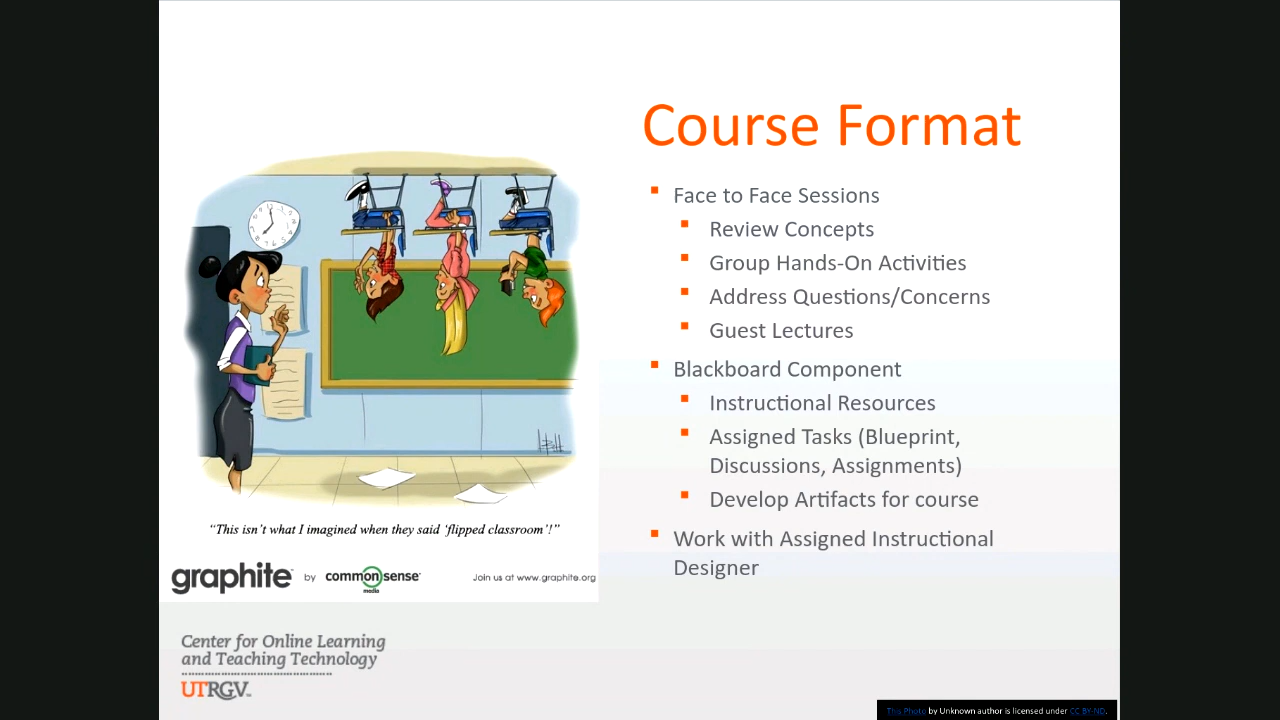 Course Format
Face to Face Sessions
Review Concepts
Group Hands-On Activities
Address Questions/Concerns
Guest Lectures
Blackboard Component
Instructional Resources
Assigned Tasks (Blueprint,
Discussions, Assignments)
Develop Artifacts for course
Work with Assigned Instructional
Designer
“This isn’t what I imagined when they said ‘flipped classroom’!”
graphite by common sense media Join us at www.graphite.org
Center for Online Learning
and Teaching Technology
UTRGV
This Photo by Unknown author is licensed under CC BY-ND.